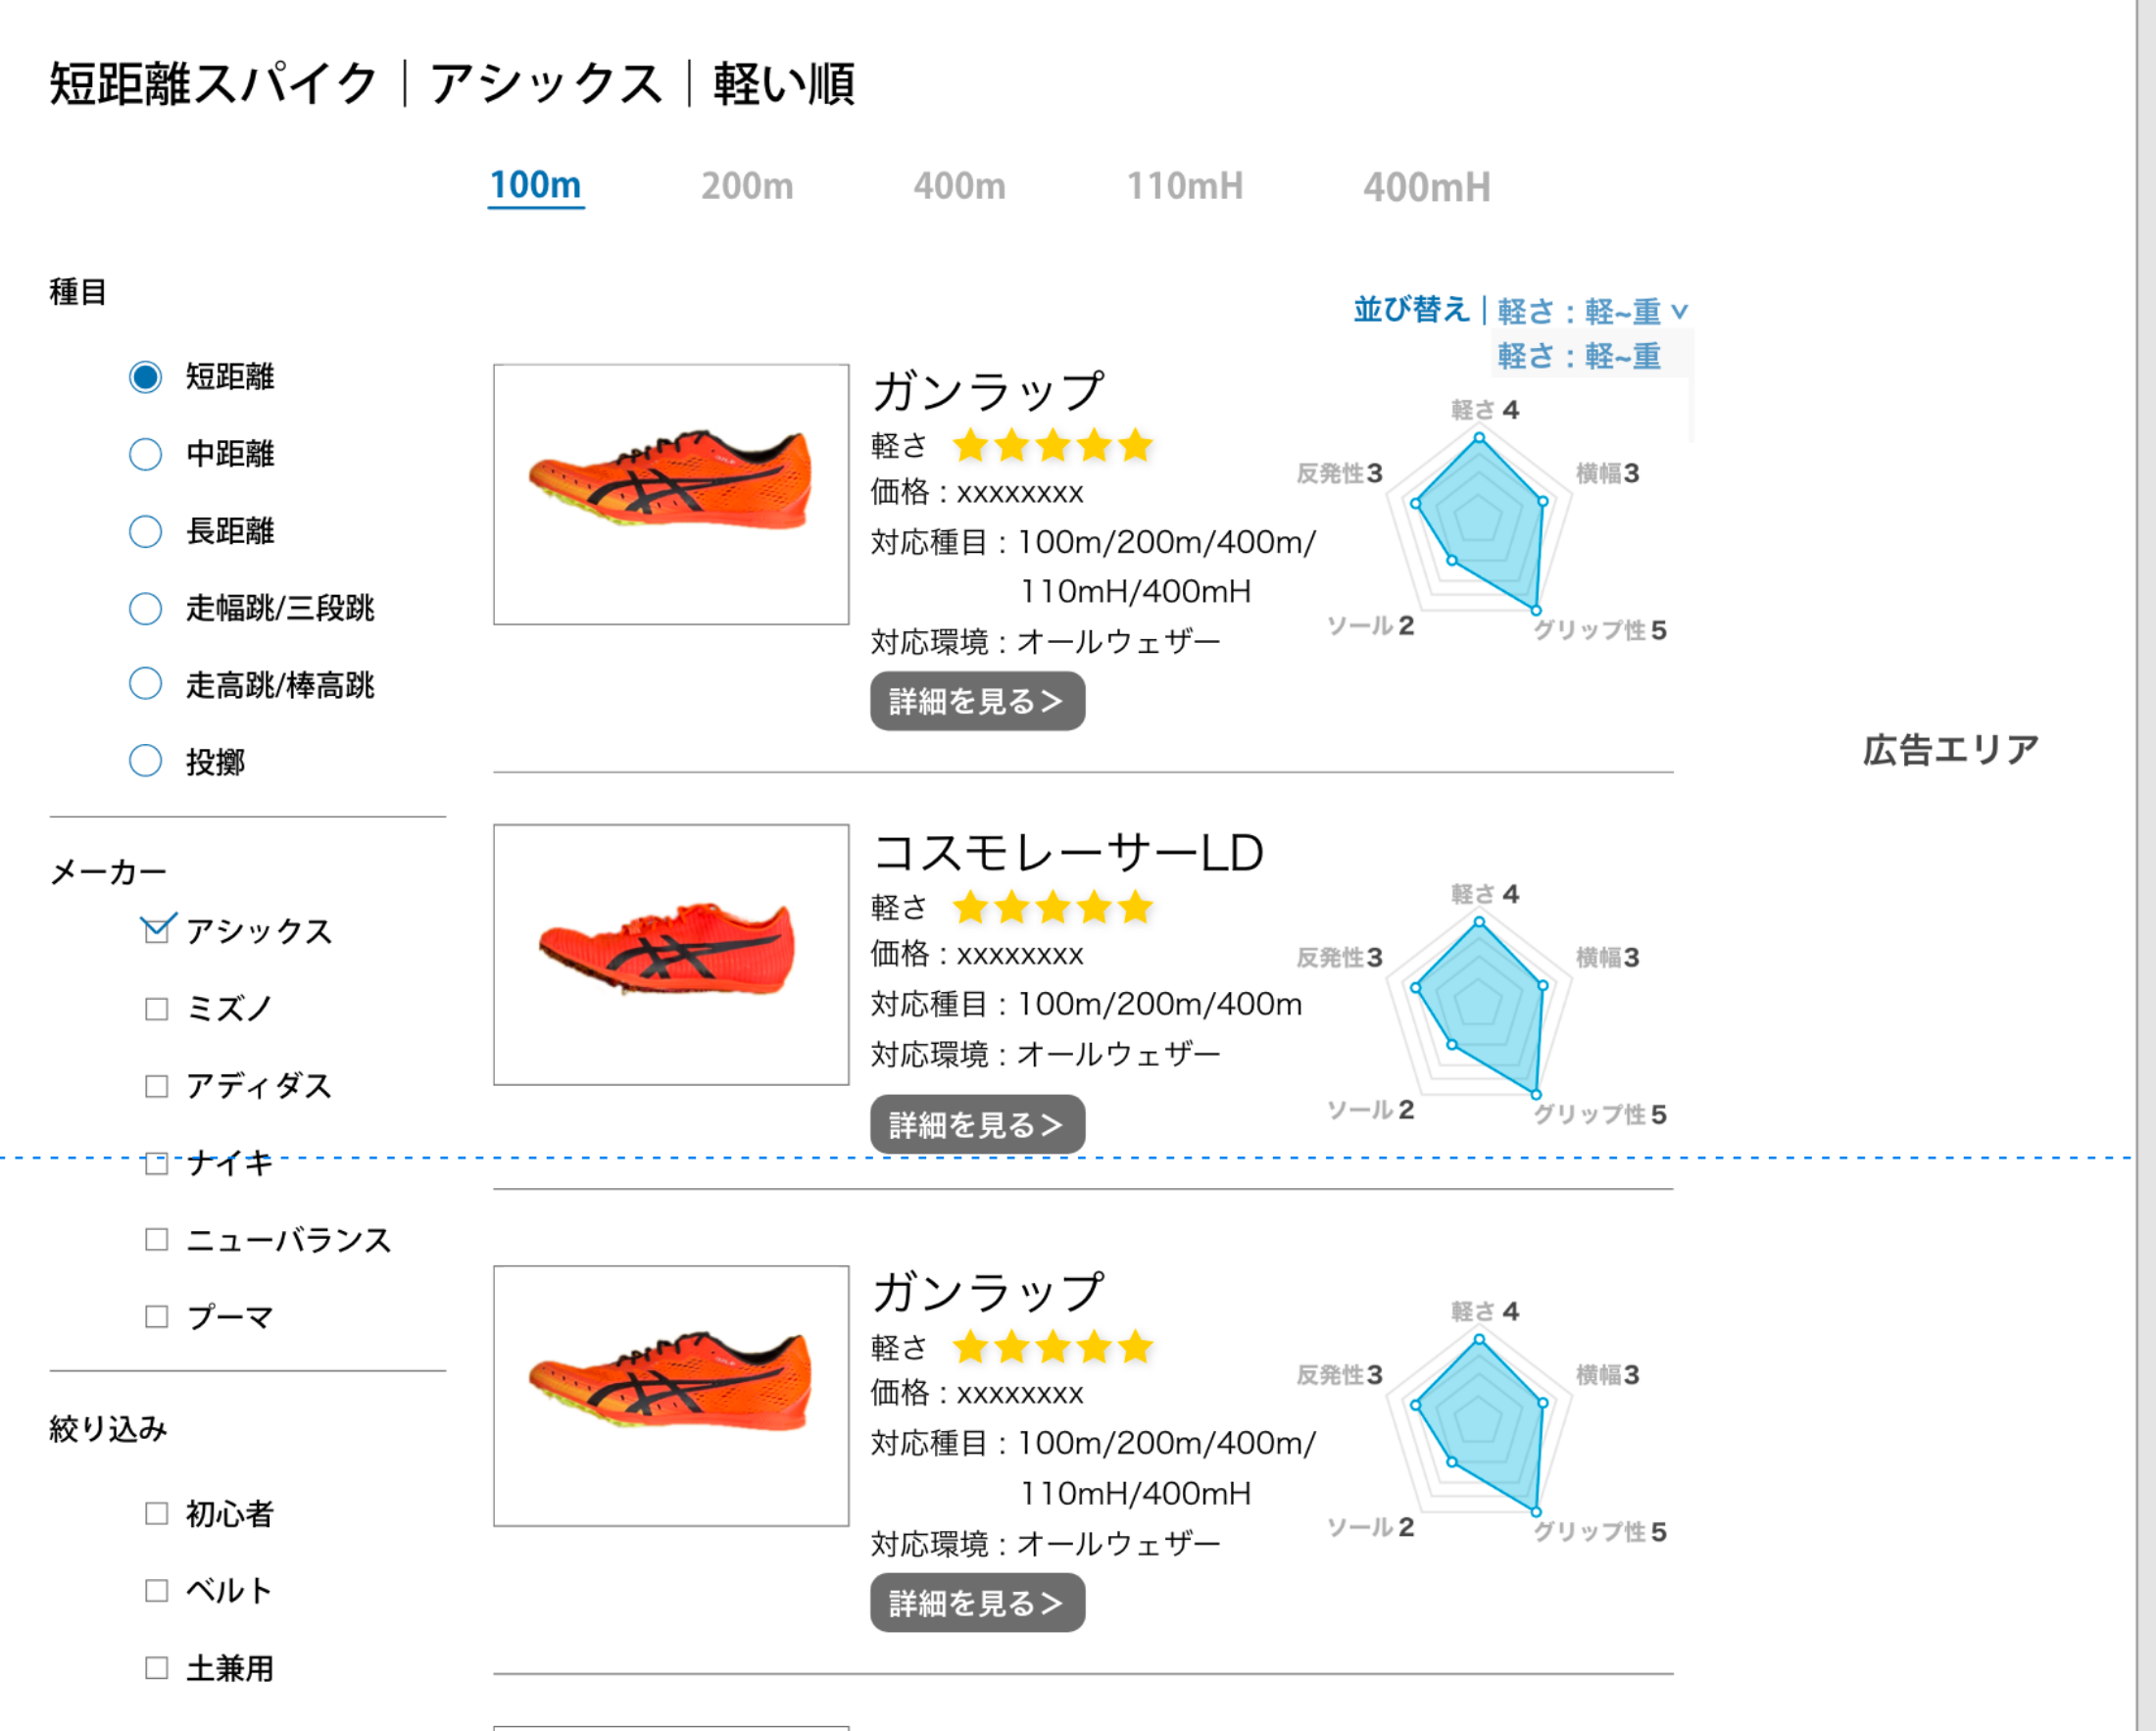 短距離スパイク｜アシックス｜軽い順
100m 200m 400m 110mH 400mH
種目
短距離
中距離
長距離
走幅跳/三段跳
走高跳/棒高跳
投擲
メーカー
アシックス
ミズノ
アディダス
ナイキ
ニューバランス
プーマ
絞り込み
初心者
ベルト
土兼用
並び替え｜軽さ：軽~重 ∨
軽さ：軽~重
ガンラップ
軽さ ★★★★★
価格：xxxxxxxx
対応種目：100m/200m/400m/
110mH/400mH
対応環境：オールウェザー
詳細を見る＞
軽さ 4
反発性 3
横幅 3
ソール 2
グリップ性 5
コスモレーサーLD
軽さ ★★★★★
価格：xxxxxxxx
対応種目：100m/200m/400m
対応環境：オールウェザー
詳細を見る＞
軽さ 4
反発性 3
横幅 3
ソール 2
グリップ性 5
ガンラップ
軽さ ★★★★★
価格：xxxxxxxx
対応種目：100m/200m/400m/
110mH/400mH
対応環境：オールウェザー
詳細を見る＞
軽さ 4
反発性 3
横幅 3
ソール 2
グリップ性 5
広告エリア